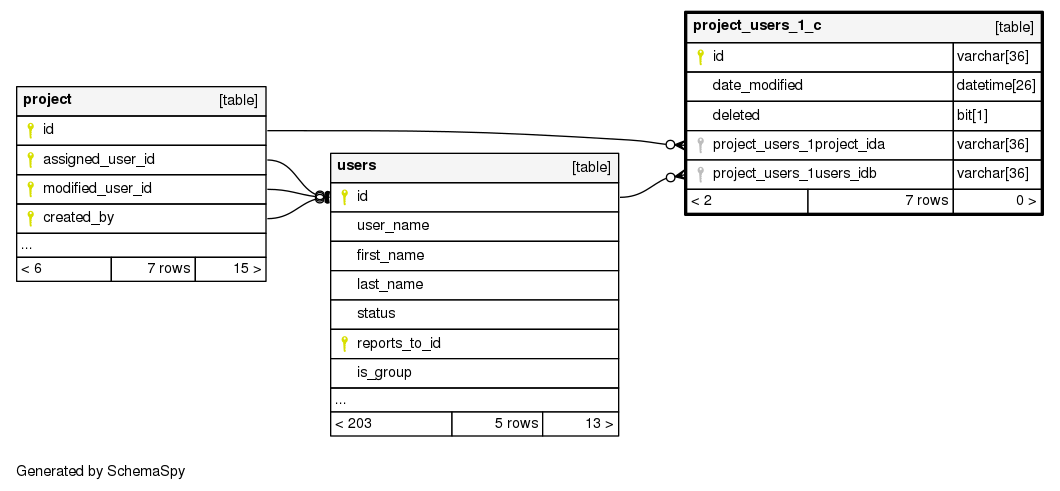 project_users_1_c [table]
id varchar[36]
date_modified datetime[26]
deleted bit[1]
project_users_1project_ida varchar[36]
project_users_1users_idb varchar[36]
< 2 7 rows 0 >
project [table]
id
assigned_user_id
modified_user_id
created_by
...
< 6 7 rows 15 >
users [table]
id
user_name
first_name
last_name
status
reports_to_id
is_group
...
< 203 5 rows 13 >
Generated by SchemaSpy